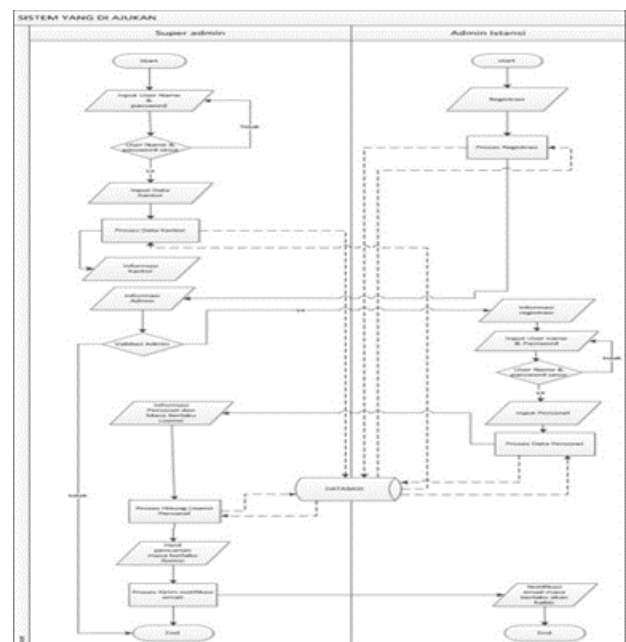 SISTEM YANG DI AJUKAN
Super admin
Admin Istansi
Start
start
Input User Name
&
password
Registrasi
tidak
User Name &
password sesuai
Proses Registrasi
ya
Input Data
Kantor
Proses Data Kantor
Informasi
Kantor
Informasi
Admin
ya
Informasi
registrasi
Validasi Admin
Input User name
& Password
tidak
User Name &
password sesuai
ya
Informasi
Personel dan
Masa Berlaku
Lisensi
Input Personel
Proses Data Personel
DATABASE
tidak
Proses Hitung Lisensi
Personel
Hasil
pencarian
masa berlaku
lisensi
Proses Kirim notifikasi
email
Notifikasi
email masa
berlaku akan
habis
End
End